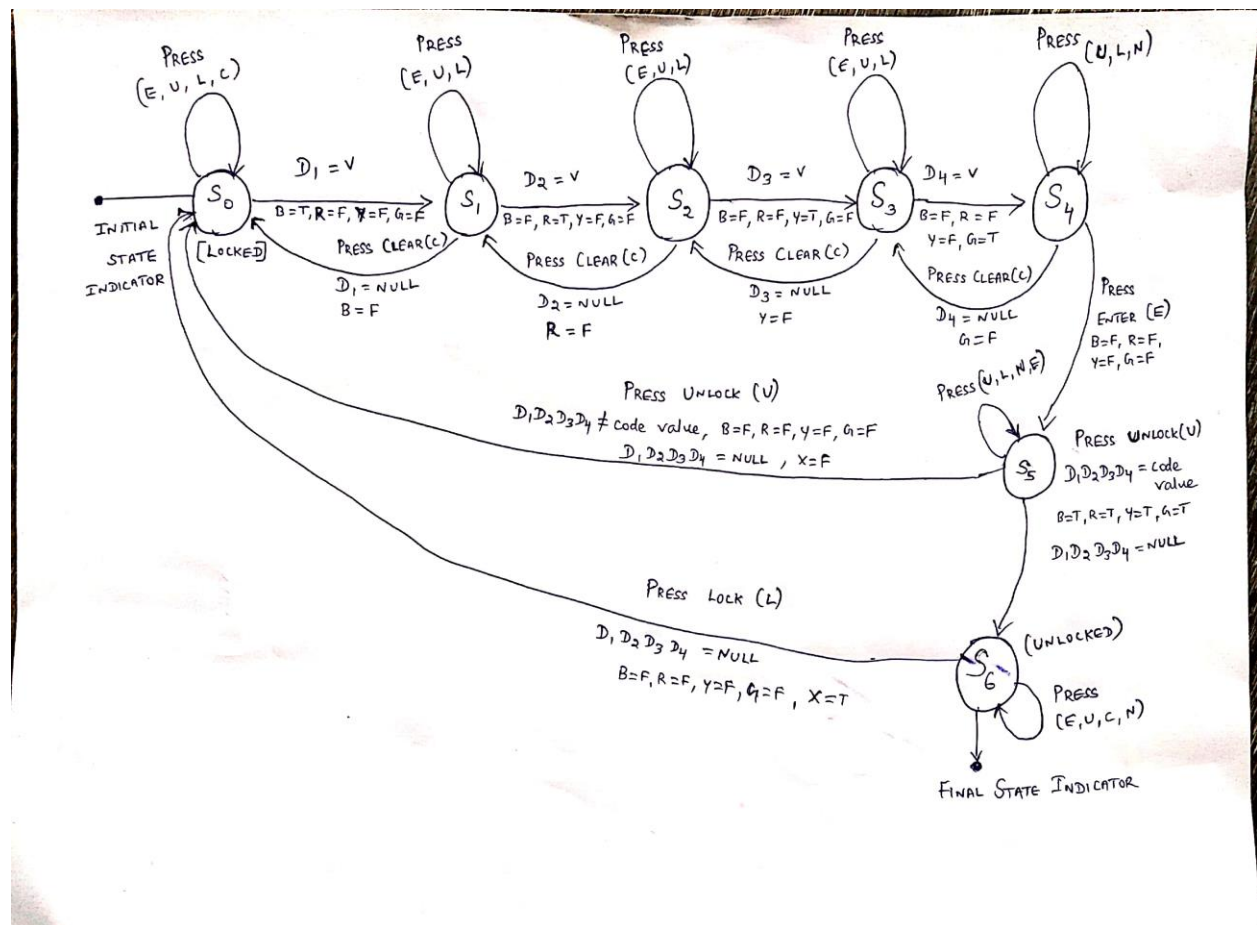 PRESS
(E, U, L, C)
PRESS
(E, U, L)
PRESS
(E, U, L)
PRESS
(E, U, L)
PRESS (U, L, N)
D1 = V
B=T, R=F, Y=F, G=F
D2 = V
B=F, R=T, Y=F, G=F
D3 = V
B=F, R=F, Y=T, G=F
D4 = V
B=F, R=F
Y=F, G=T
S0
S1
S2
S3
S4
INITIAL
STATE
INDICATOR
[LOCKED]
PRESS CLEAR(C)
D1 = NULL
B = F
PRESS CLEAR (C)
D2 = NULL
R = F
PRESS CLEAR(C)
D3 = NULL
Y=F
PRESS CLEAR(C)
D4 = NULL
G=F
PRESS
ENTER (E)
B=F, R=F,
Y=F, G=F
PRESS(U, L, N, E)
S5
PRESS UNLOCK (U)
D1D2D3D4 ≠ code value, B=F, R=F, Y=F, G=F
D1D2D3D4 = NULL , X=F
PRESS UNLOCK(U)
D1D2D3D4 = code
value
B=T, R=T, Y=T, G=T
D1D2D3D4 = NULL
PRESS LOCK (L)
D1D2D3D4 = NULL
B=F, R=F, Y=F, G=F, X=T
(UNLOCKED)
S6
PRESS
(E, U, C, N)
FINAL STATE INDICATOR